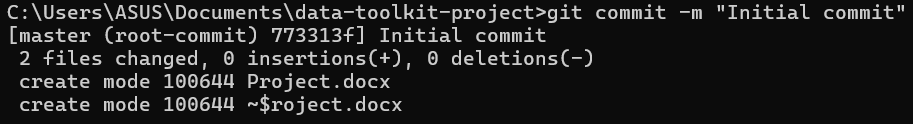 C:\Users\ASUS\Documents\data-toolkit-project>git commit -m "Initial commit"
[master (root-commit) 773313f] Initial commit
 2 files changed, 0 insertions(+), 0 deletions(-)
 create mode 100644 Project.docx
 create mode 100644 ~$roject.docx